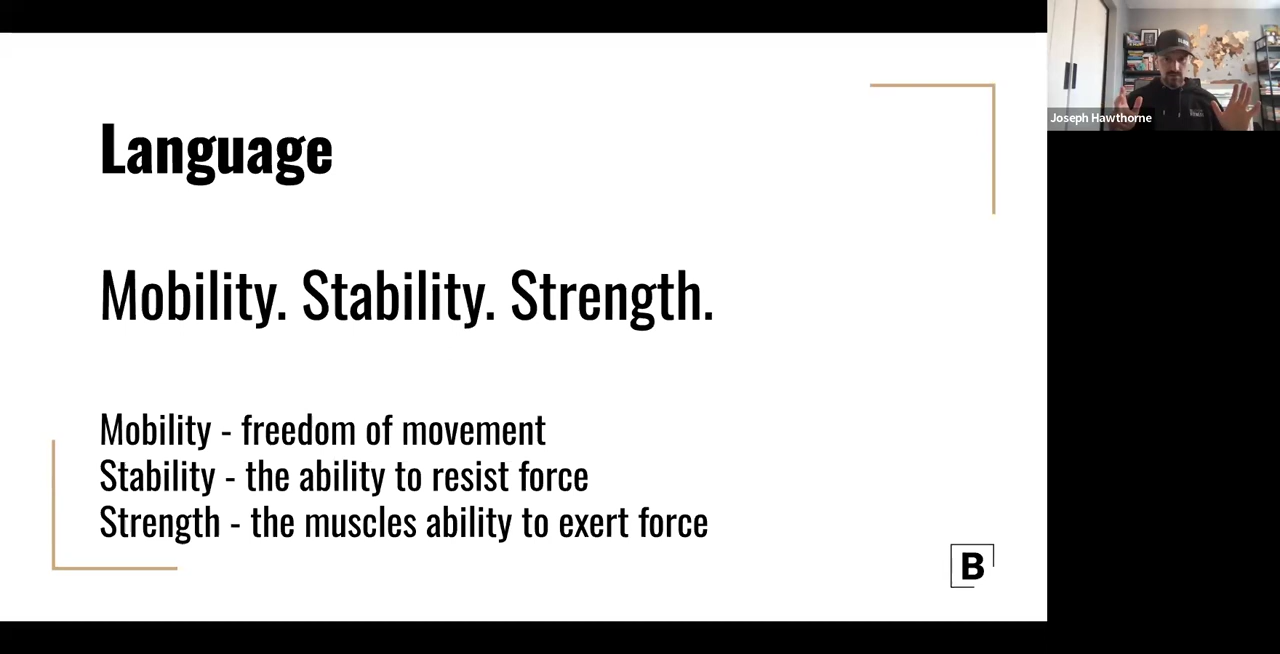 Language
Mobility. Stability. Strength.
Mobility - freedom of movement
Stability - the ability to resist force
Strength - the muscles ability to exert force
B
Joseph Hawthorne